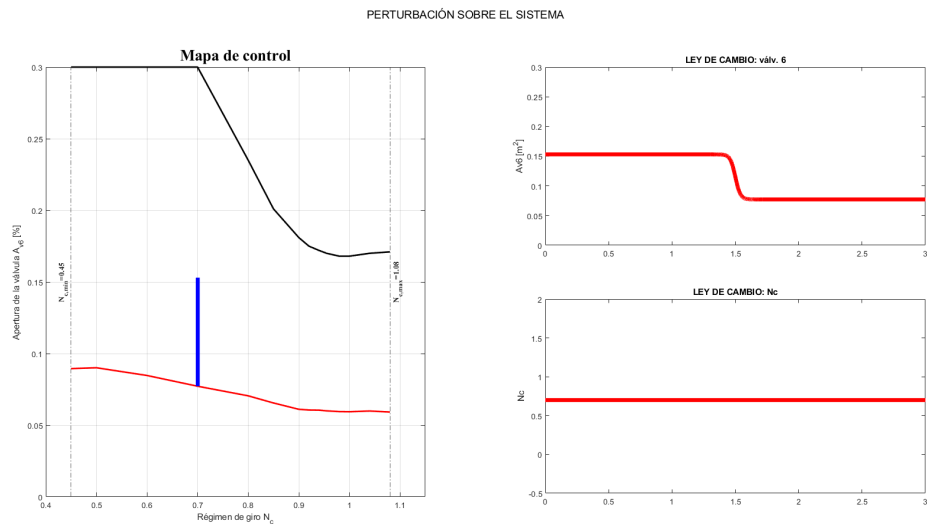 PERTURBACIÓN SOBRE EL SISTEMA
Mapa de control
0.3
0.25
0.2
0.15
0.1
0.05
0
Apertura de la válvula A_v6 [%]
N_c,min=0.45
N_c,max=1.08
0.4 0.5 0.6 0.7 0.8 0.9 1 1.1
Régimen de giro N_c
LEY DE CAMBIO: válv. 6
0.3
0.25
0.2
0.15
0.1
0.05
0
Av6 [m²]
0 0.5 1 1.5 2 2.5 3
LEY DE CAMBIO: Nc
2
1.5
1
0.5
0
-0.5
Nc
0 0.5 1 1.5 2 2.5 3